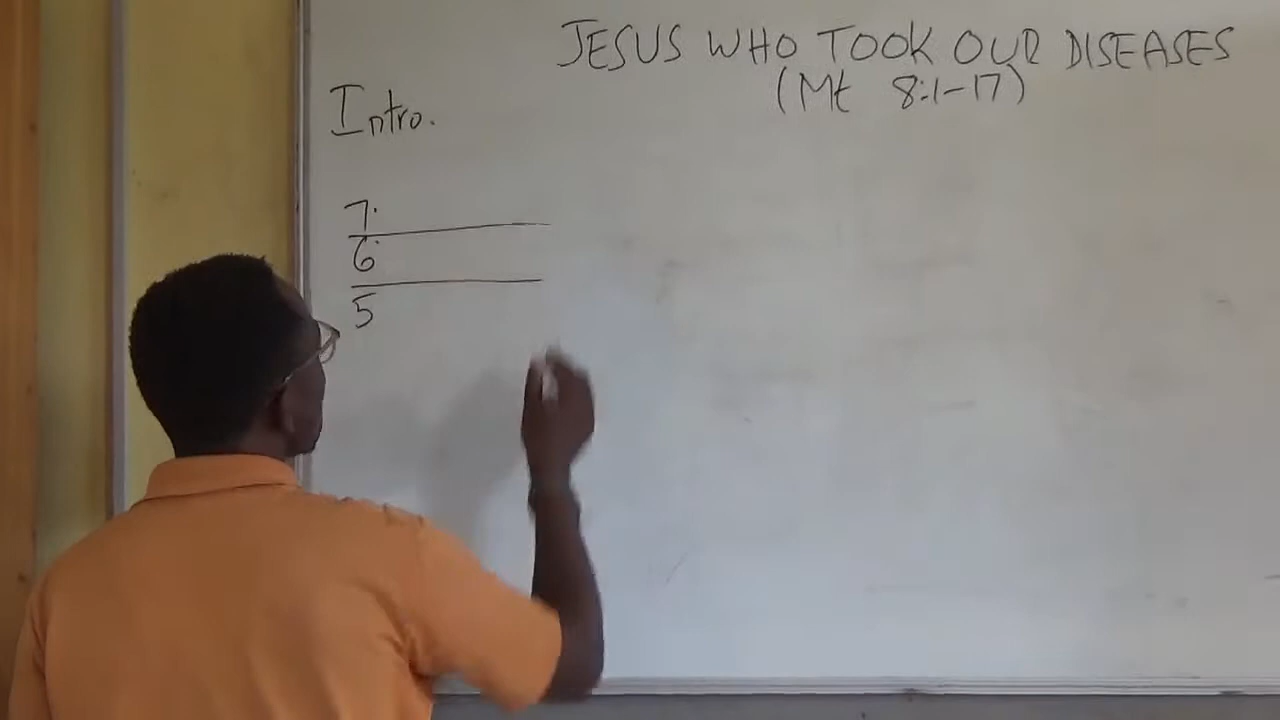 JESUS WHO TOOK OUR DISEASES
(Mt 8:1-17)
Intro.
7.
6.
5